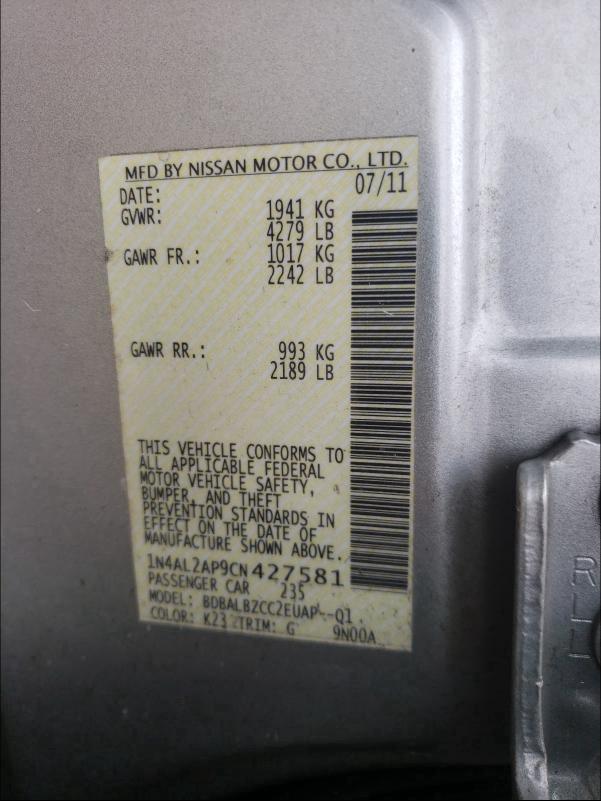 MFD BY NISSAN MOTOR CO., LTD.
DATE: 07/11
GVWR: 1941 KG
4279 LB
GAWR FR.: 1017 KG
2242 LB
GAWR RR.: 993 KG
2189 LB
THIS VEHICLE CONFORMS TO
ALL APPLICABLE FEDERAL
MOTOR VEHICLE SAFETY,
BUMPER, AND THEFT
PREVENTION STANDARDS IN
EFFECT ON THE DATE OF
MANUFACTURE SHOWN ABOVE.
1N4AL2AP9CN427581
PASSENGER CAR 235
MODEL: BDBALBZCC2EUAP--Q1
COLOR: K23 TRIM: G 9N00A